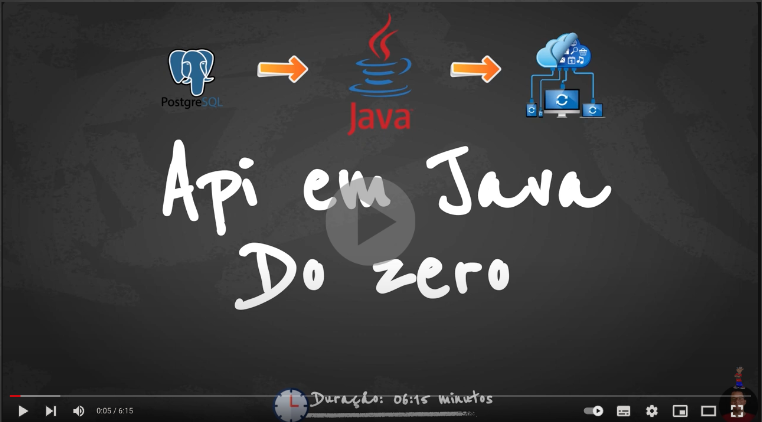 PostgreSQL
Java
Api em Java
Do zero
Duração: 06:15 minutos
0:05 / 6:15